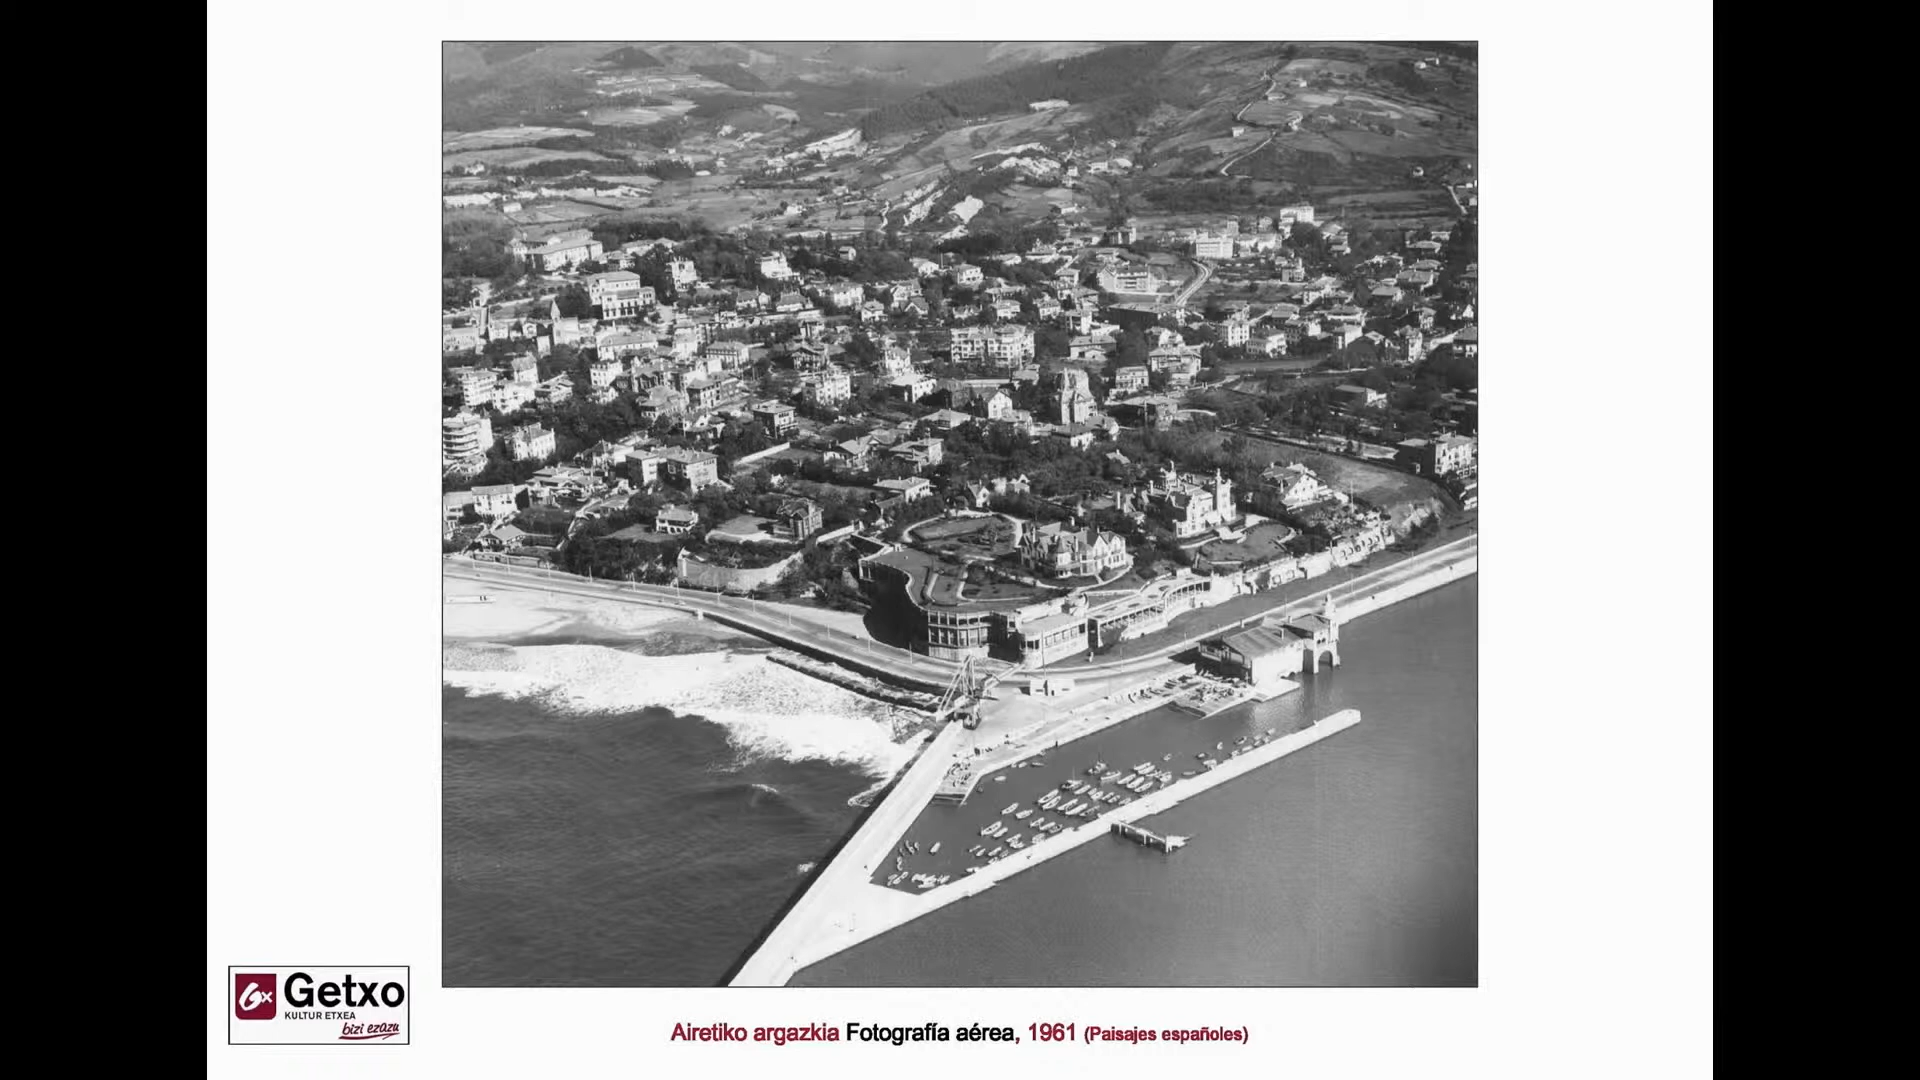 Getxo
KULTUR ETXEA
bizi ezazu
Airetiko argazkia Fotografía aérea, 1961 (Paisajes españoles)